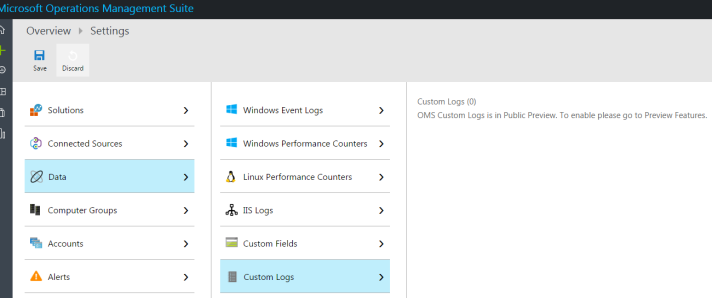 Microsoft Operations Management Suite
Overview > Settings
Save Discard
Solutions
Connected Sources
Data
Computer Groups
Accounts
Alerts
Windows Event Logs
Windows Performance Counters
Linux Performance Counters
IIS Logs
Custom Fields
Custom Logs
Custom Logs (0)
OMS Custom Logs is in Public Preview. To enable please go to Preview Features.